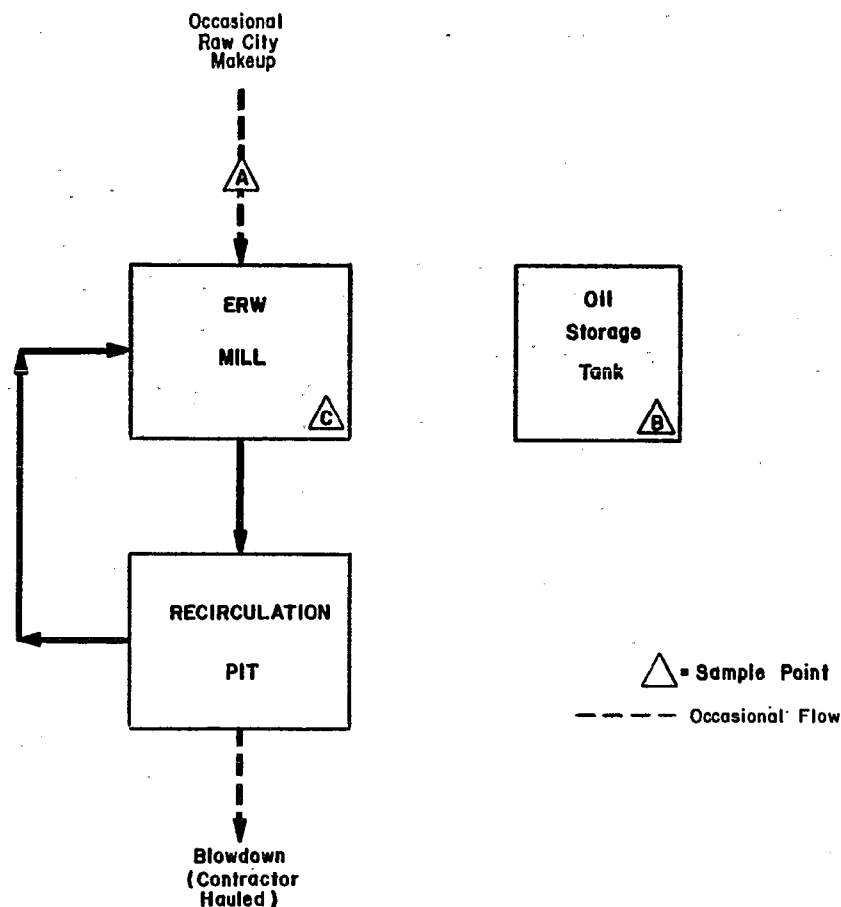 Occasional
Raw City
Makeup
A
ERW
MILL
C
Oil
Storage
Tank
B
RECIRCULATION
PIT
= Sample Point
Occasional Flow
Blowdown
(Contractor
Hauled)